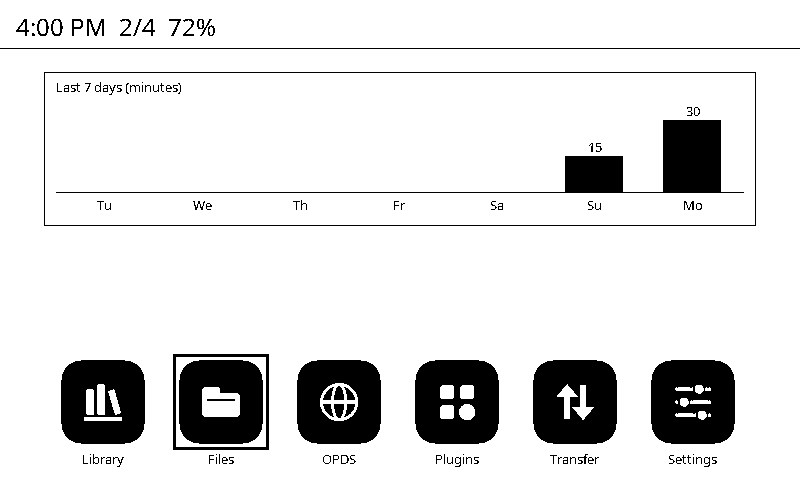 4:00 PM 2/4 72%
Last 7 days (minutes)
30
15
Tu We Th Fr Sa Su Mo
Library Files OPDS Plugins Transfer Settings